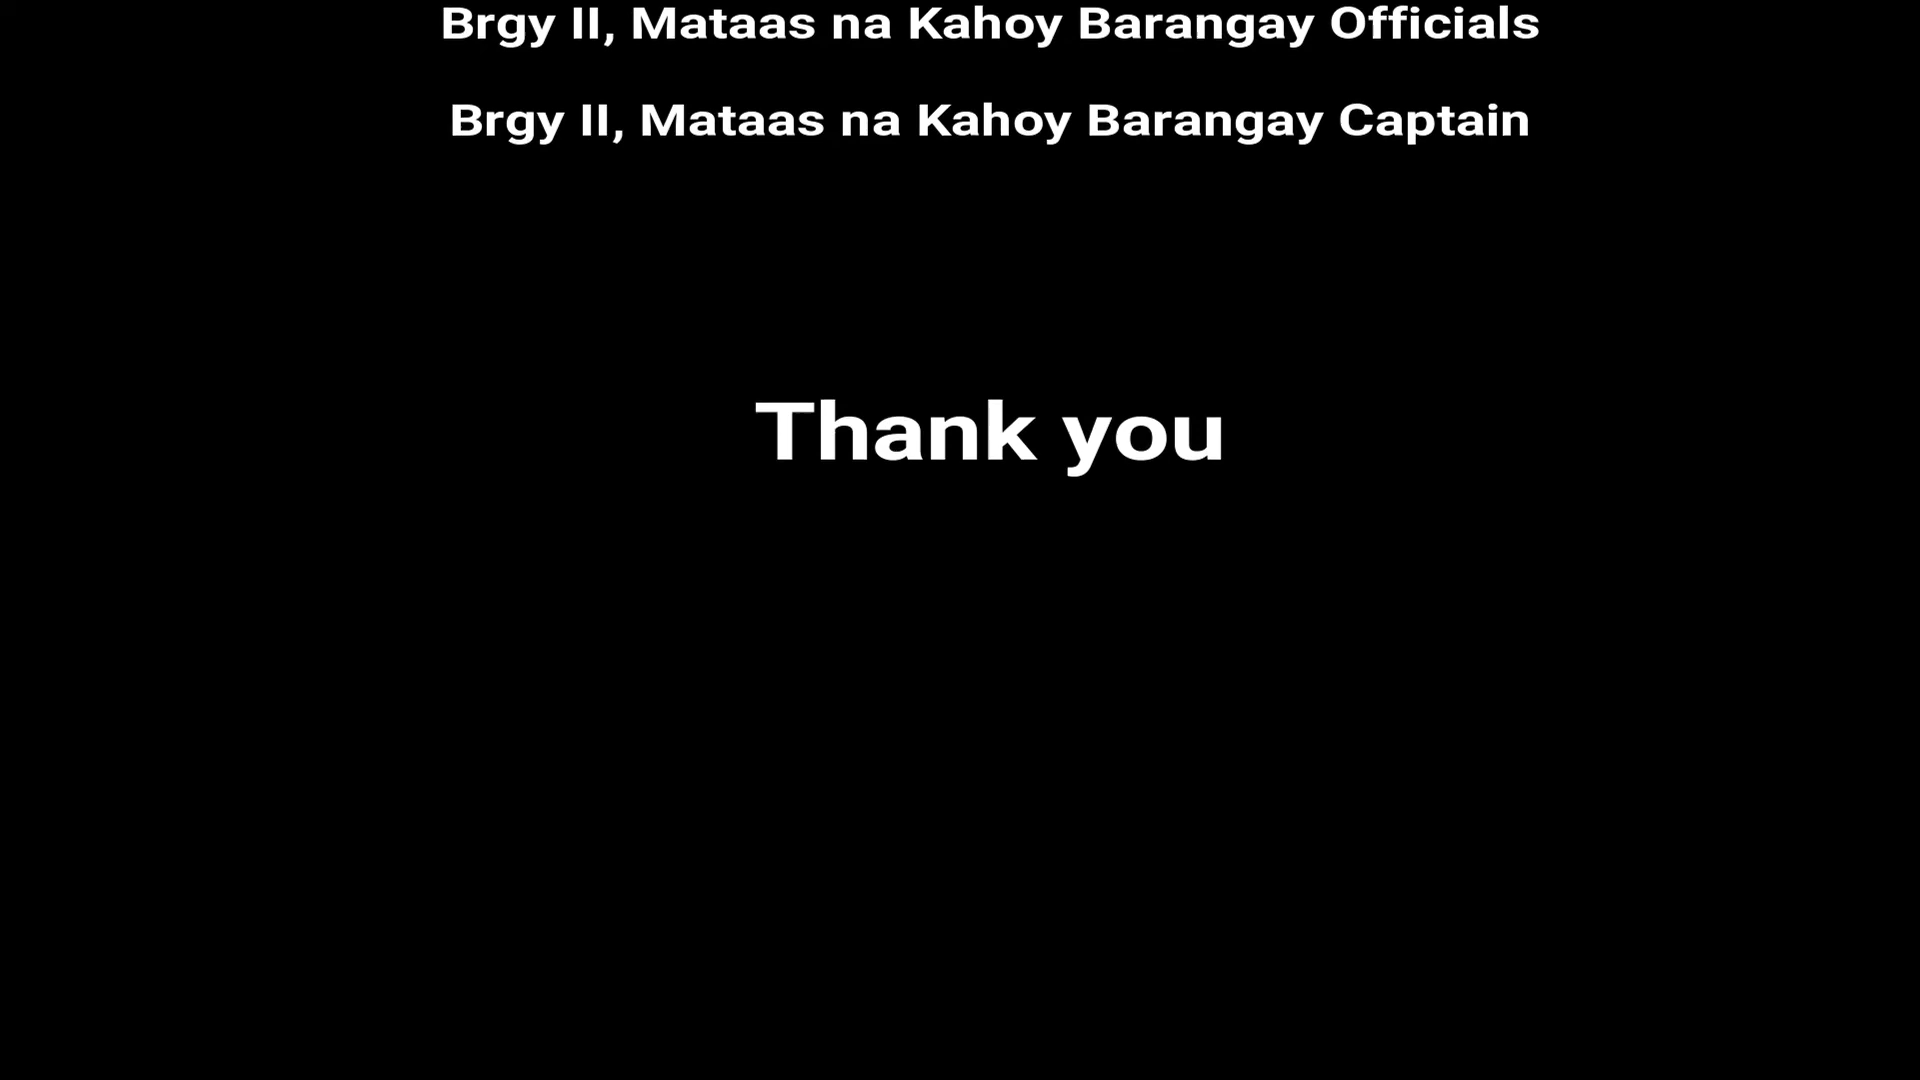 Brgy II, Mataas na Kahoy Barangay Officials
Brgy II, Mataas na Kahoy Barangay Captain
Thank you